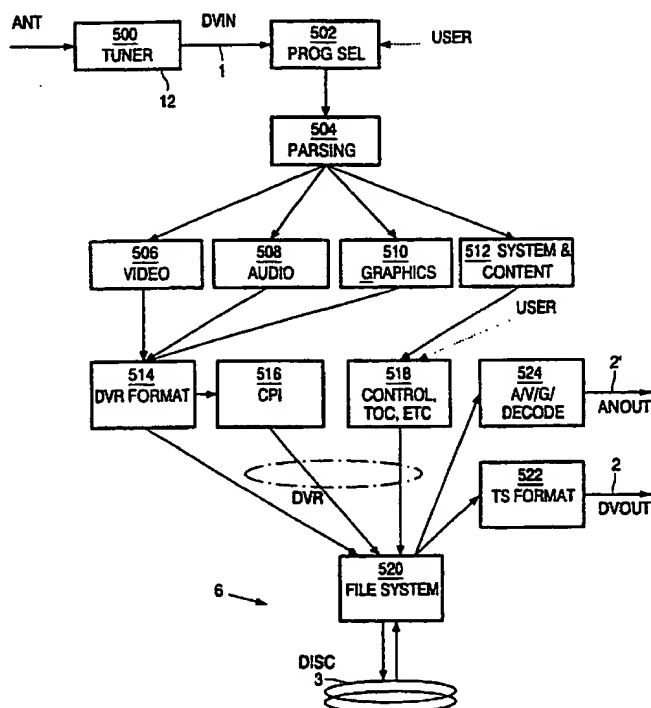 ANT
500
TUNER
12
DVIN
1
502
PROG SEL
USER
504
PARSING
506
VIDEO
508
AUDIO
510
GRAPHICS
512 SYSTEM &
CONTENT
USER
514
DVR FORMAT
516
CPI
518
CONTROL,
TOC, ETC
524
A/V/G/
DECODE
2'
ANOUT
DVR
522
TS FORMAT
2
DVOUT
520
FILE SYSTEM
6
DISC
3